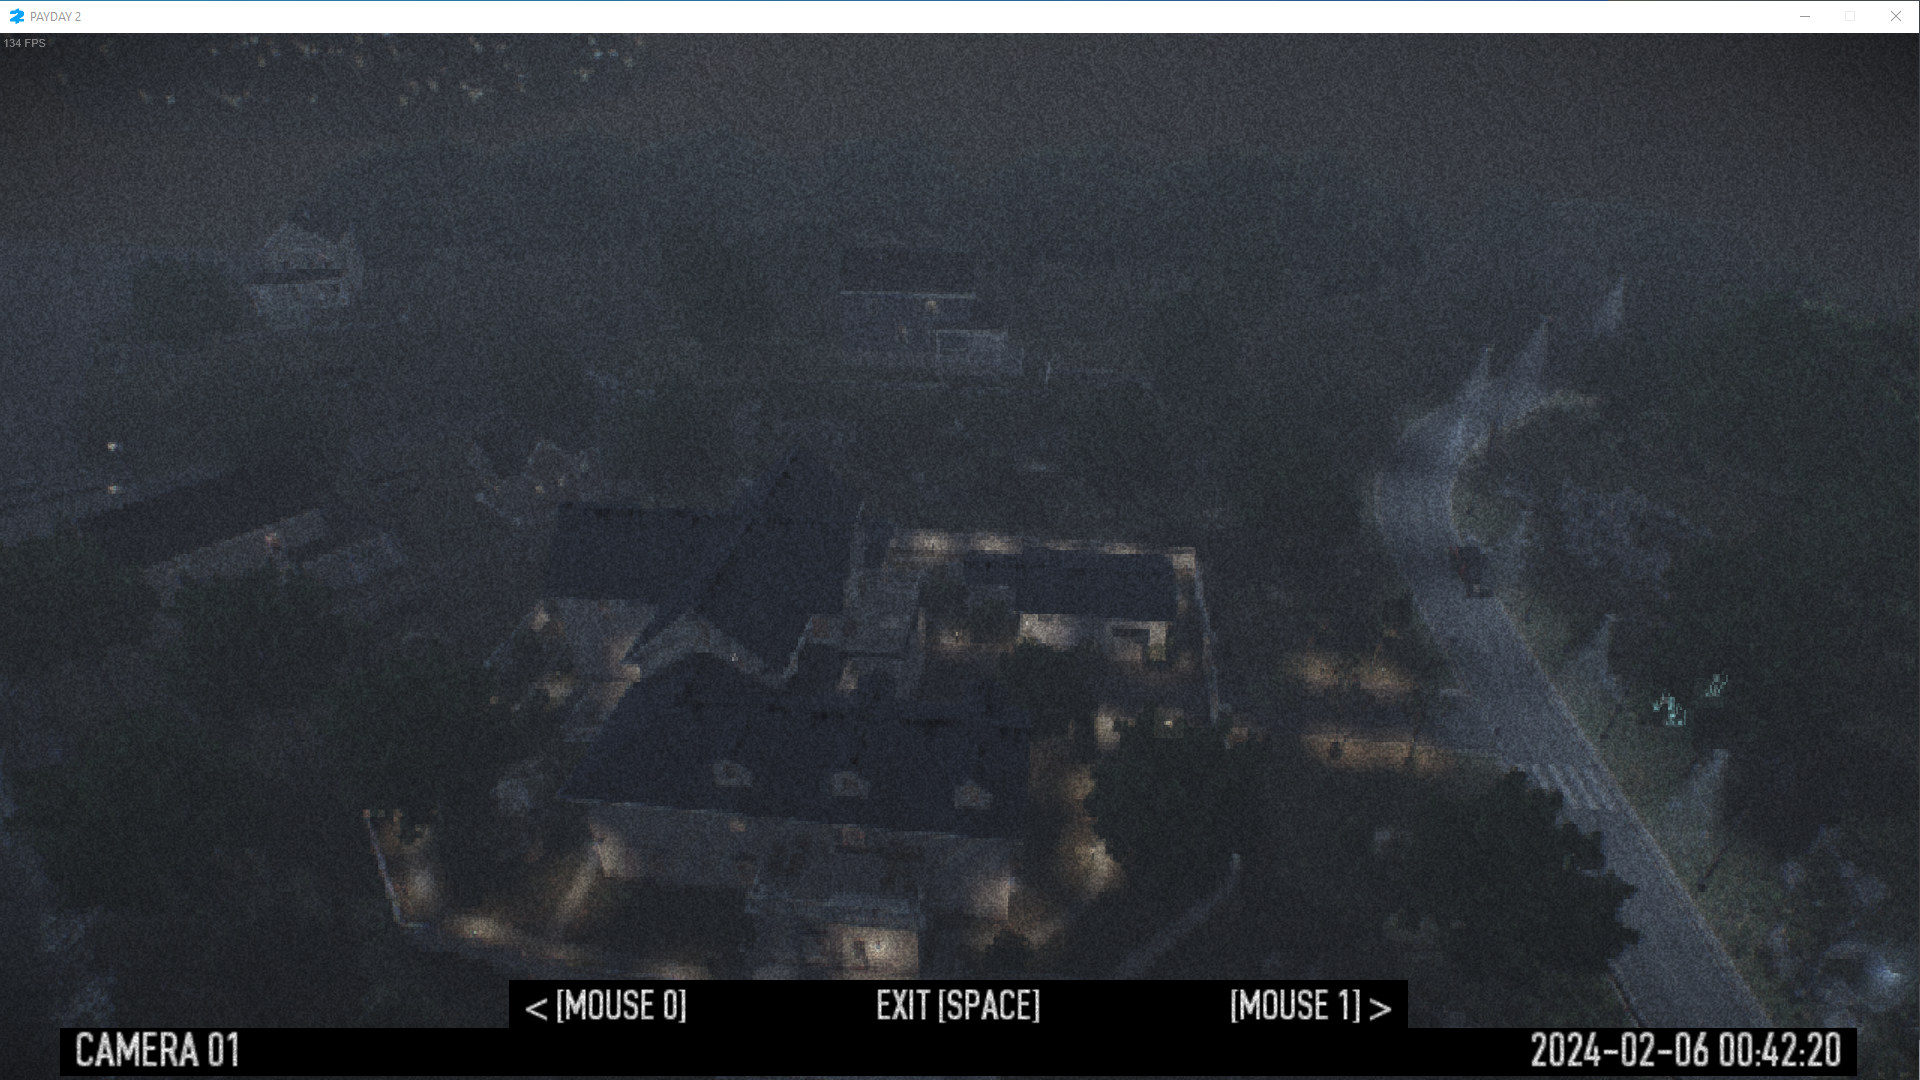 PAYDAY 2
134 FPS
< [MOUSE 0] EXIT [SPACE] [MOUSE 1] >
CAMERA 01 2024-02-06 00:42:20